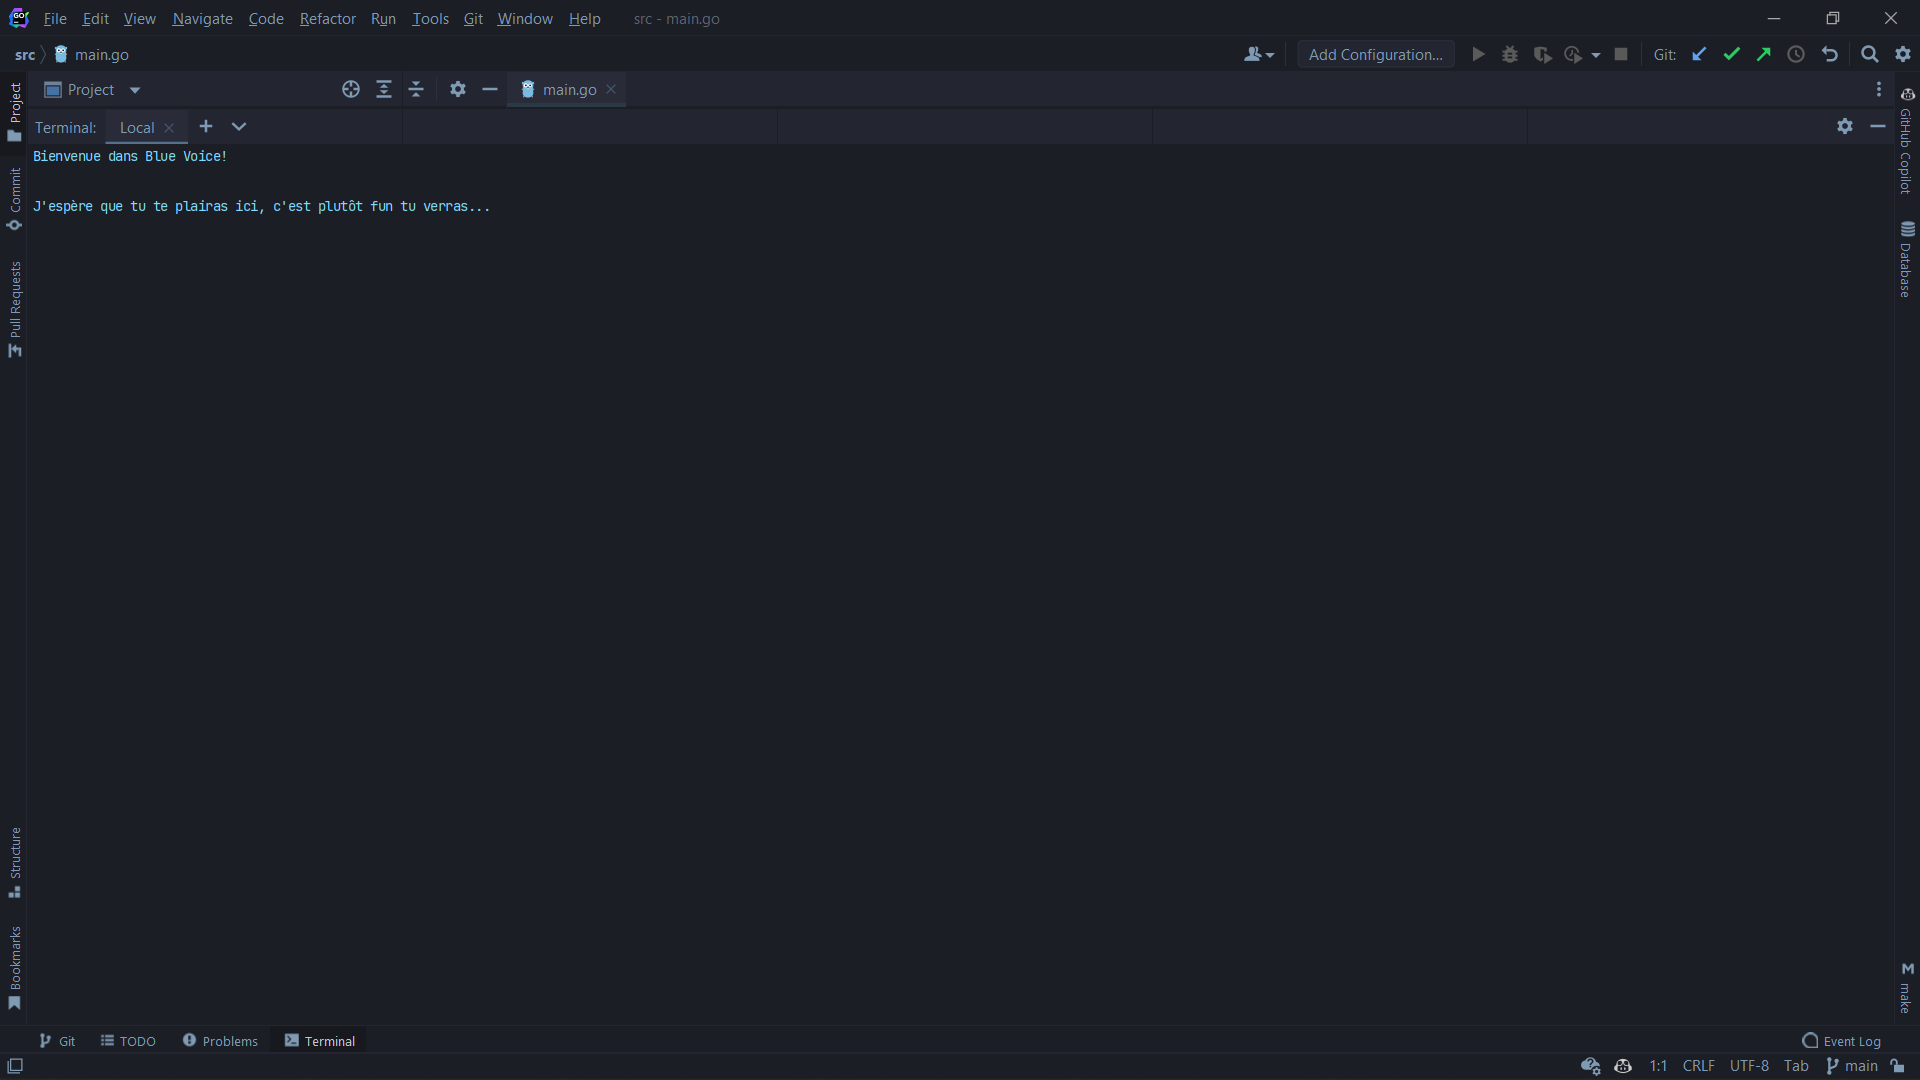 GO File Edit View Navigate Code Refactor Run Tools Git Window Help src - main.go
src main.go Add Configuration... Git:
Project main.go
Terminal: Local
Bienvenue dans Blue Voice!
J'espère que tu te plairas ici, c'est plutôt fun tu verras...
Project
Commit
Pull Requests
Structure
Bookmarks
GitHub Copilot
Database
M make
Git TODO Problems Terminal Event Log
1:1 CRLF UTF-8 Tab main